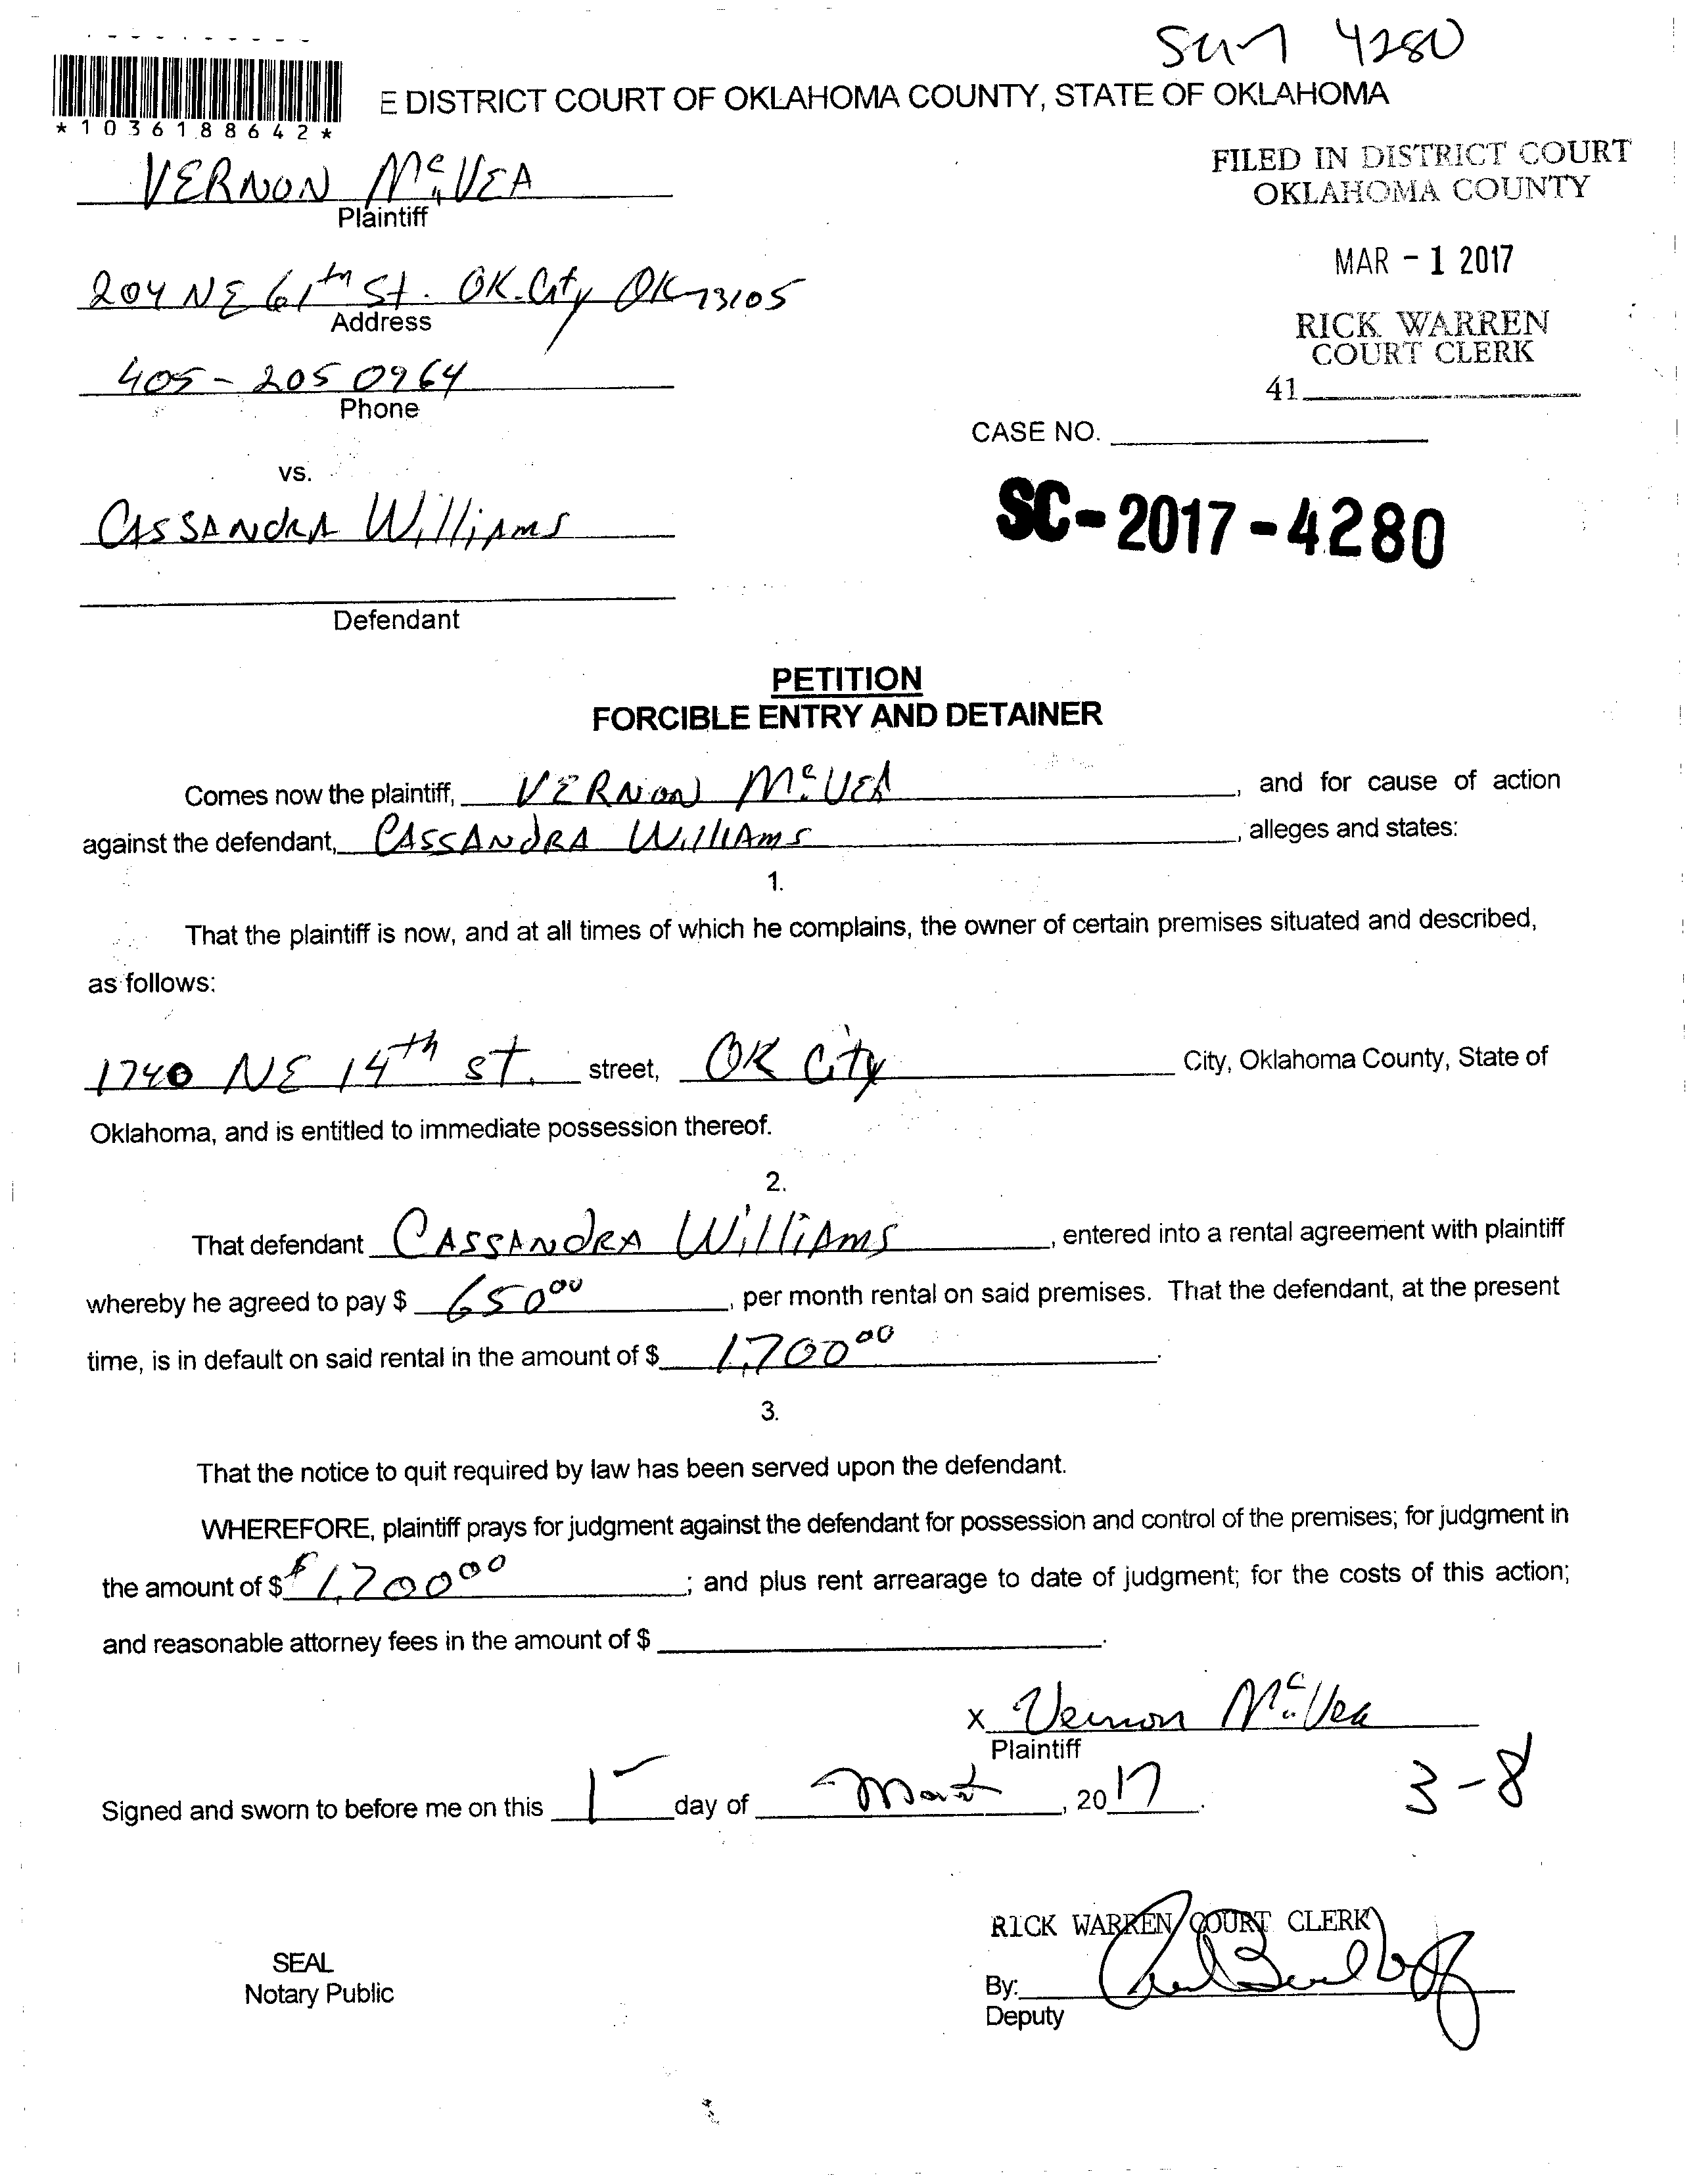 4280
E DISTRICT COURT OF OKLAHOMA COUNTY, STATE OF OKLAHOMA
*1036188642*
FILED IN DISTRICT COURT
OKLAHOMA COUNTY
VERNON McVEA
Plaintiff
MAR - 1 2017
204 NE 61th St. OK. City OK 73105
Address
RICK WARREN
COURT CLERK
405-205 0964
Phone
41
CASE NO.
vs.
CASSANdRA WilliAms
SC-2017-4280
Defendant
PETITION
FORCIBLE ENTRY AND DETAINER
Comes now the plaintiff, VERNON McVEA, and for cause of action
against the defendant, CASSANdRA WilliAms, alleges and states:
1.
That the plaintiff is now, and at all times of which he complains, the owner of certain premises situated and described,
as follows:
1740 NE 14th st. street, OK City City, Oklahoma County, State of
Oklahoma, and is entitled to immediate possession thereof.
2.
That defendant CASSANdRA WilliAms, entered into a rental agreement with plaintiff
whereby he agreed to pay $ 650 00, per month rental on said premises. That the defendant, at the present
time, is in default on said rental in the amount of $ 1,700 00.
3.
That the notice to quit required by law has been served upon the defendant.
WHEREFORE, plaintiff prays for judgment against the defendant for possession and control of the premises; for judgment in
the amount of $ $1,700 00; and plus rent arrearage to date of judgment; for the costs of this action;
and reasonable attorney fees in the amount of $.
x Vernon McVea
Plaintiff
Signed and sworn to before me on this 1 day of March, 2017.
3-8
RICK WARREN COURT CLERK
SEAL
Notary Public
By:
Deputy